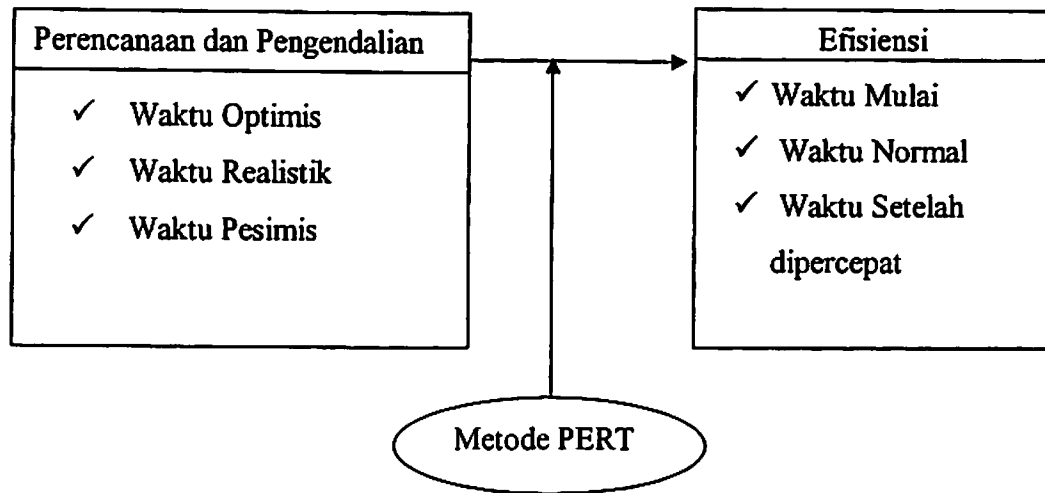 Perencanaan dan Pengendalian
✓ Waktu Optimis
✓ Waktu Realistik
✓ Waktu Pesimis
Efisiensi
✓ Waktu Mulai
✓ Waktu Normal
✓ Waktu Setelah
dipercepat
Metode PERT